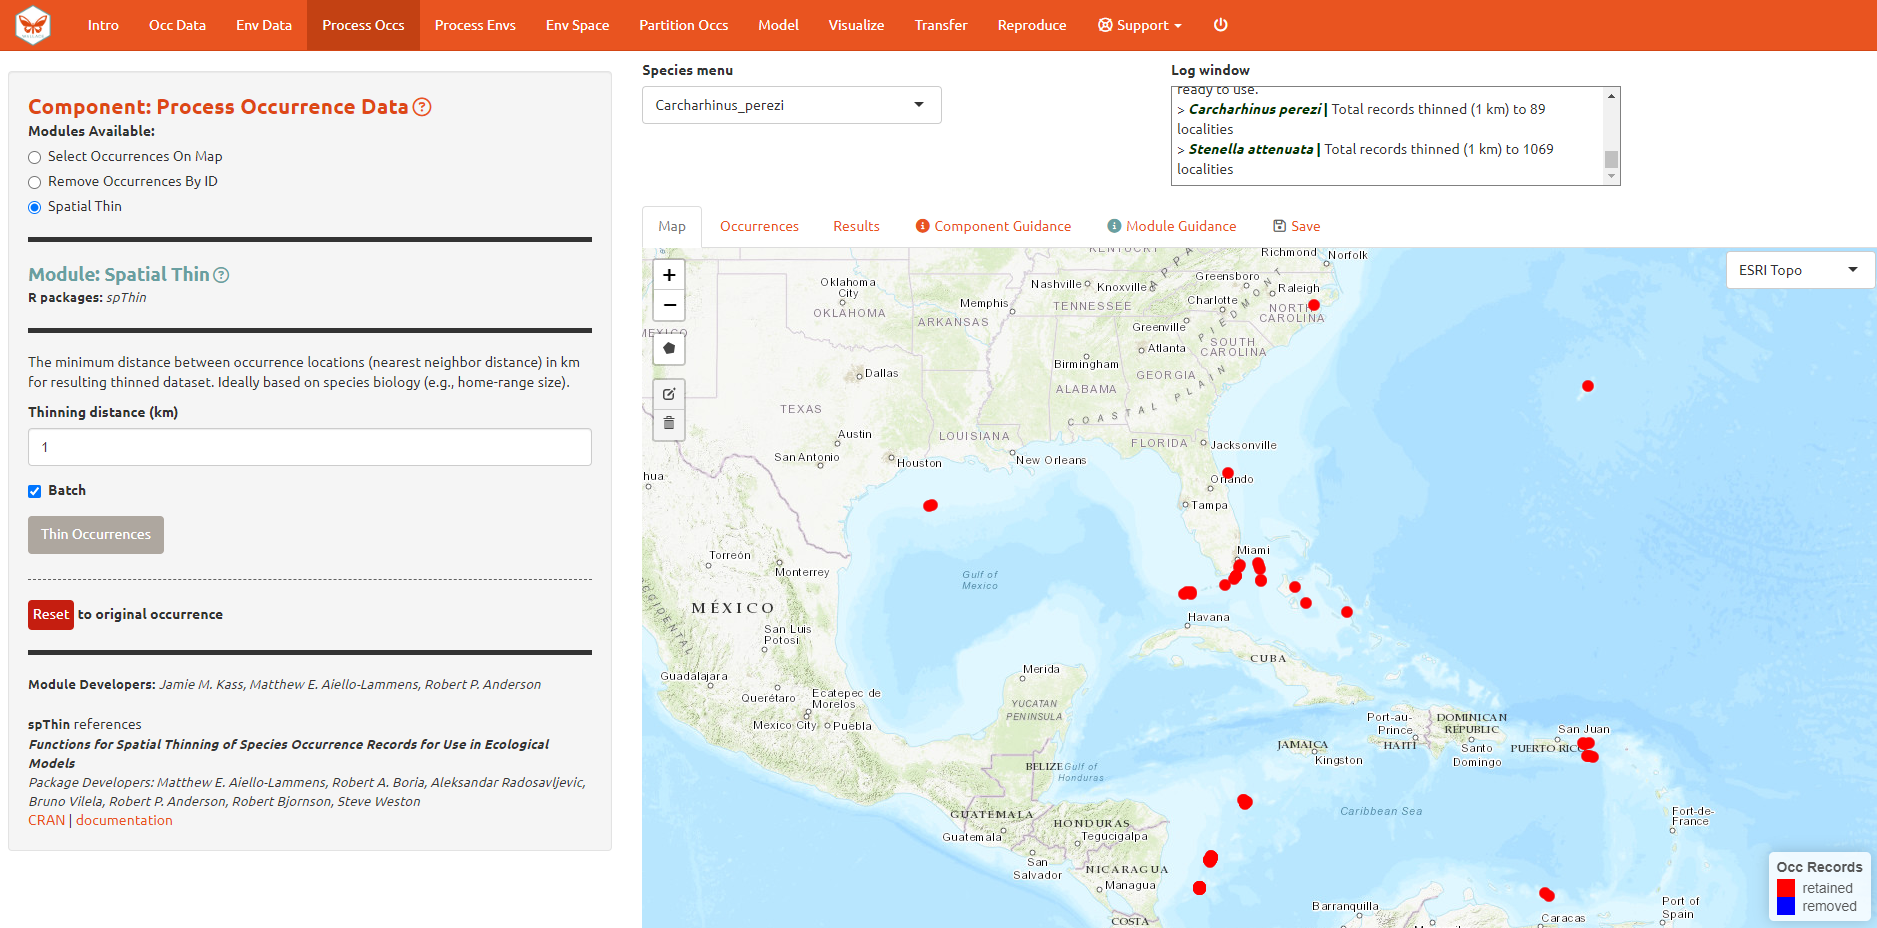 Intro Occ Data Env Data Process Occs Process Envs Env Space Partition Occs Model Visualize Transfer Reproduce Support
Component: Process Occurrence Data
Modules Available:
Select Occurrences On Map
Remove Occurrences By ID
Spatial Thin
Module: Spatial Thin
R packages: spThin
The minimum distance between occurrence locations (nearest neighbor distance) in km
for resulting thinned dataset. Ideally based on species biology (e.g., home-range size).
Thinning distance (km)
1
Batch
Thin Occurrences
Reset to original occurrence
Module Developers: Jamie M. Kass, Matthew E. Aiello-Lammens, Robert P. Anderson
spThin references
Functions for Spatial Thinning of Species Occurrence Records for Use in Ecological
Models
Package Developers: Matthew E. Aiello-Lammens, Robert A. Boria, Aleksandar Radosavljevic,
Bruno Vilela, Robert P. Anderson, Robert Bjornson, Steve Weston
CRAN | documentation
Species menu
Carcharhinus_perezi
Log window
ready to use.
> Carcharhinus perezi | Total records thinned (1 km) to 89
localities
> Stenella attenuata | Total records thinned (1 km) to 1069
localities
Map Occurrences Results Component Guidance Module Guidance Save
+
−
ESRI Topo
KENTUCKY
Richmond
Norfolk
Oklahoma
City
OKLAHOMA
Nashville
Knoxville
Greensboro
Raleigh
Memphis
TENNESSEE
Charlotte
NORTH
CAROLINA
ARKANSAS
Greenville
PIEDMONT
SOUTH
CAROLINA
Atlanta
Birmingham
GEORGIA
ALABAMA
Dallas
TEXAS
COASTAL PLAIN
Austin
LOUISIANA
FLORIDA
Jacksonville
San Antonio
Houston
New Orleans
hua
Orlando
Tampa
Torreón
Monterrey
Miami
Gulf of
Mexico
MÉXICO
Havana
San Luis
Potosi
CUBA
Guadalajara
Merida
Querétaro
Ecatepec de
Morelos
YUCATAN
PENINSULA
Mexico City
Puebla
Port-au-
Prince
DOMINICAN
REPUBLIC
San Juan
JAMAICA
HAITI
Santo
Domingo
PUERTO RICO
Kingston
BELIZE
Gulf of
Honduras
GUATEMALA
HONDURAS
Caribbean Sea
Fort-de-
France
Guatemala
Tegucigalpa
San
Salvador
NICARAGUA
Managua
Barranquilla
Caracas
Port of
Spain
COSTA
Occ Records
retained
removed